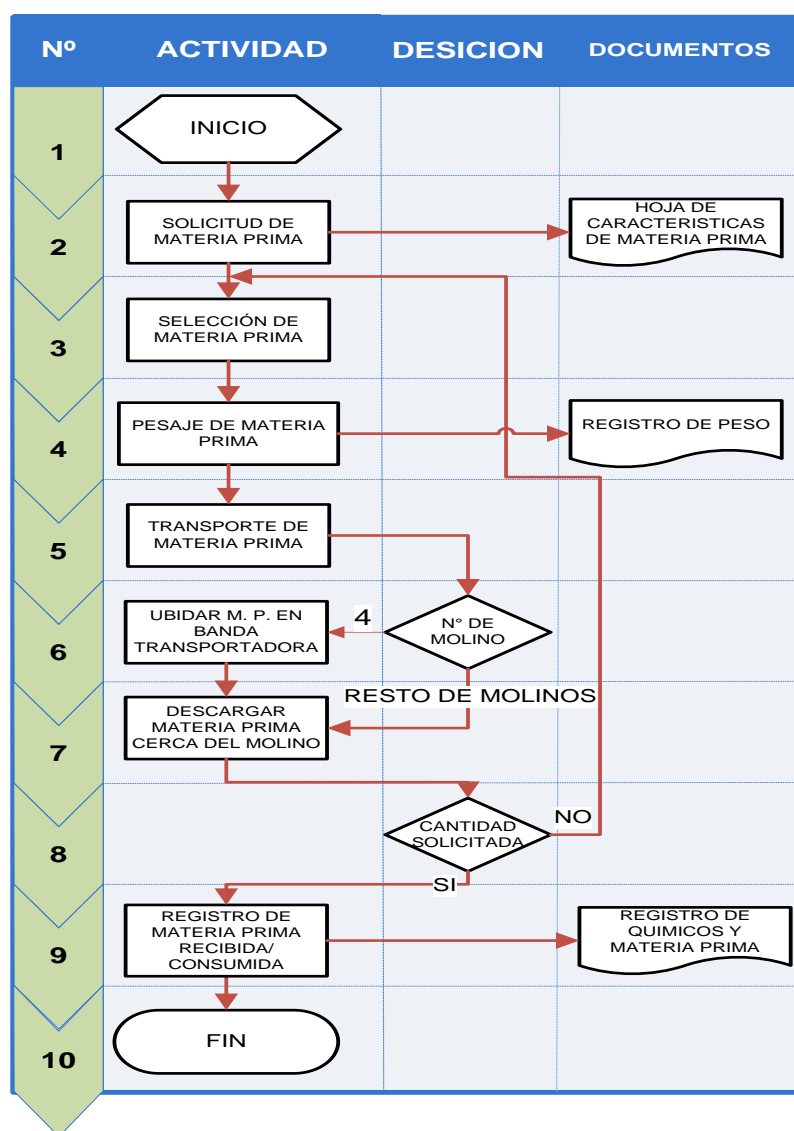 Nº ACTIVIDAD DESICION DOCUMENTOS
1
INICIO
2
SOLICITUD DE
MATERIA PRIMA
HOJA DE
CARACTERISTICAS
DE MATERIA PRIMA
3
SELECCIÓN DE
MATERIA PRIMA
4
PESAJE DE MATERIA
PRIMA
REGISTRO DE PESO
5
TRANSPORTE DE
MATERIA PRIMA
6
UBIDAR M. P. EN
BANDA
TRANSPORTADORA
4
N° DE
MOLINO
RESTO DE MOLINOS
7
DESCARGAR
MATERIA PRIMA
CERCA DEL MOLINO
8
CANTIDAD
SOLICITADA
NO
SI
9
REGISTRO DE
MATERIA PRIMA
RECIBIDA/
CONSUMIDA
REGISTRO DE
QUIMICOS Y
MATERIA PRIMA
10
FIN